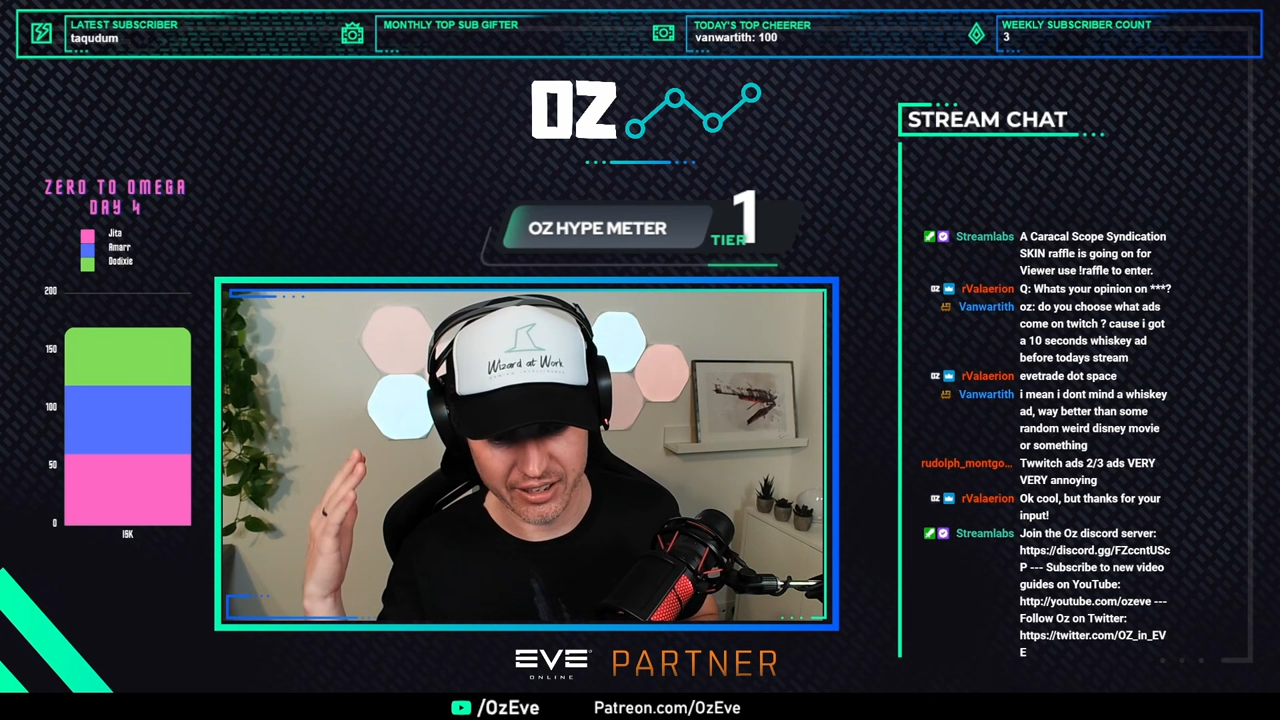 LATEST SUBSCRIBER
taqudum
MONTHLY TOP SUB GIFTER
TODAY'S TOP CHEERER
vanwartith: 100
WEEKLY SUBSCRIBER COUNT
3
OZ
STREAM CHAT
ZERO TO OMEGA
DAY 4
Jita
Amarr
Dodixie
200
150
100
50
0
15K
OZ HYPE METER
TIER 1
Wizard at Work
Streamlabs A Caracal Scope Syndication
SKIN raffle is going on for
Viewer use !raffle to enter.
OZ rValaerion Q: Whats your opinion on ***?
Vanwartith oz: do you choose what ads
come on twitch ? cause i got
a 10 seconds whiskey ad
before todays stream
OZ rValaerion evetrade dot space
Vanwartith i mean i dont mind a whiskey
ad, way better than some
random weird disney movie
or something
rudolph_montgo... Twwitch ads 2/3 ads VERY
VERY annoying
OZ rValaerion Ok cool, but thanks for your
input!
Streamlabs Join the Oz discord server:
https://discord.gg/FZccntUSc
P --- Subscribe to new video
guides on YouTube:
http://youtube.com/ozeve ---
Follow Oz on Twitter:
https://twitter.com/OZ_in_EV
E
EVE
ONLINE
PARTNER
/OzEve
Patreon.com/OzEve